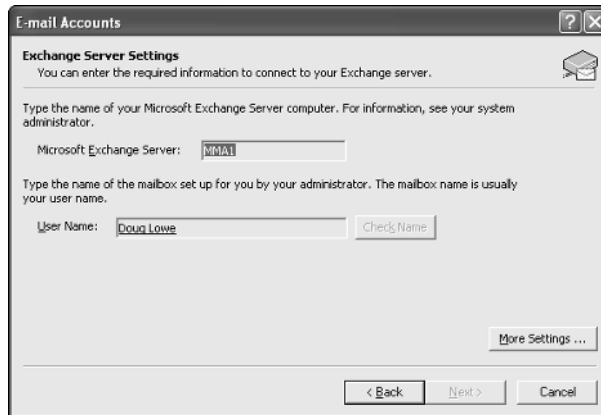 E-mail Accounts
Exchange Server Settings
You can enter the required information to connect to your Exchange server.
Type the name of your Microsoft Exchange Server computer. For information, see your system
administrator.
Microsoft Exchange Server: MMA1
Type the name of the mailbox set up for you by your administrator. The mailbox name is usually
your user name.
User Name: Doug Lowe Check Name
More Settings ...
< Back Next > Cancel